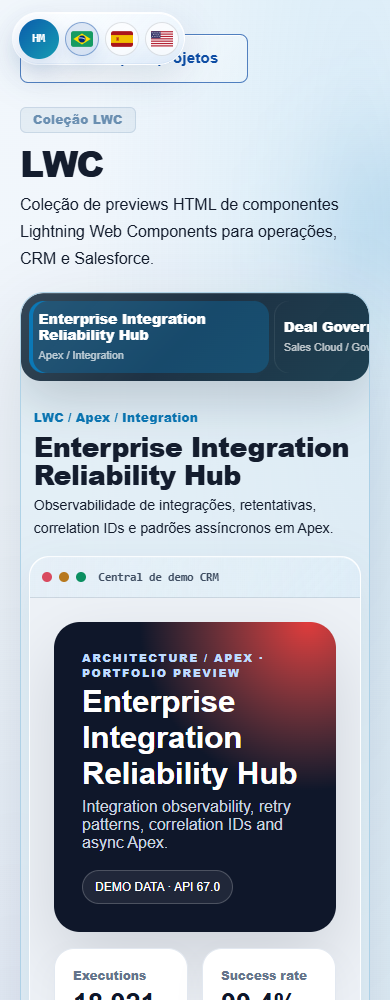 HM
ojetos
Coleção LWC
LWC
Coleção de previews HTML de componentes
Lightning Web Components para operações,
CRM e Salesforce.
Enterprise Integration
Reliability Hub
Apex / Integration
Deal Govern
Sales Cloud / Gov
LWC / Apex / Integration
Enterprise Integration
Reliability Hub
Observabilidade de integrações, retentativas,
correlation IDs e padrões assíncronos em Apex.
Central de demo CRM
ARCHITECTURE / APEX ·
PORTFOLIO PREVIEW
Enterprise
Integration
Reliability Hub
Integration observability, retry
patterns, correlation IDs and
async Apex.
DEMO DATA · API 67.0
Executions
Success rate